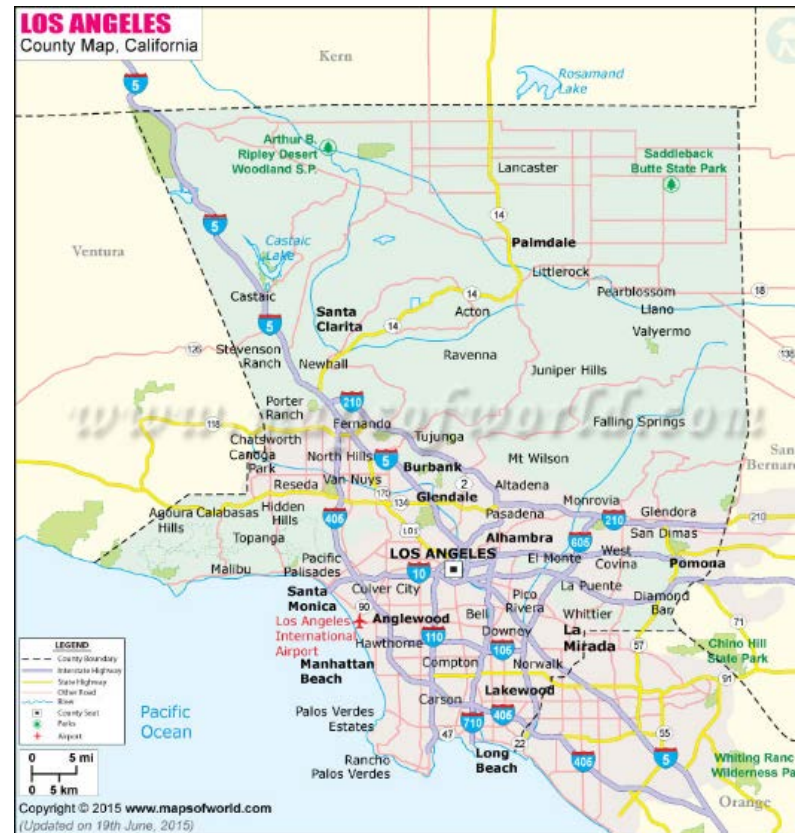 LOS ANGELES
County Map, California
Kern
5
Rosamand
Lake
Arthur B.
Ripley Desert
Woodland S.P.
Lancaster
Saddleback
Butte State Park
14
5
Ventura
Castaic
Lake
Palmdale
Littlerock
Castaic
14
Pearblossom
18
Santa
Clarita
Acton
Llano
5
14
Valyermo
126
Stevenson
Ranch
Newhall
Ravenna
138
Juniper Hills
Porter
Ranch
210
www.mapsofworld.com
118
Fernando
Falling Springs
Chatsworth
Tujunga
Canoga
Park
North Hills
5
Burbank
Mt Wilson
San
Bernard
Reseda
Van Nuys
170
2
Altadena
Glendale
134
Monrovia
Glendora
Agoura
Hills
Calabasas
Hidden
Hills
405
Pasadena
210
210
101
San Dimas
Topanga
Alhambra
605
LOS ANGELES
Pacific
Palisades
El Monte
West
Covina
Pomona
Malibu
10
Santa
Monica
Culver City
La Puente
Diamond
Bar
90
Pico
Rivera
Anglewood
Bell
Whittier
71
Los Angeles
International
Airport
110
Downey
La
Mirada
57
Chino Hill
State Park
Hawthorne
105
LEGEND
County Boundary
Interstate Highway
State Highway
Other Road
River
County Seat
Parks
Airport
Manhattan
Beach
Compton
Norwalk
91
Lakewood
Carson
Pacific
Ocean
Palos Verdes
Estates
710
405
47
22
55
Long
Beach
405
5
Whiting Ranc
Wilderness Pa
0 5 mi
0 5 km
Rancho
Palos Verdes
Orange
Copyright © 2015 www.mapsofworld.com
(Updated on 19th June, 2015)